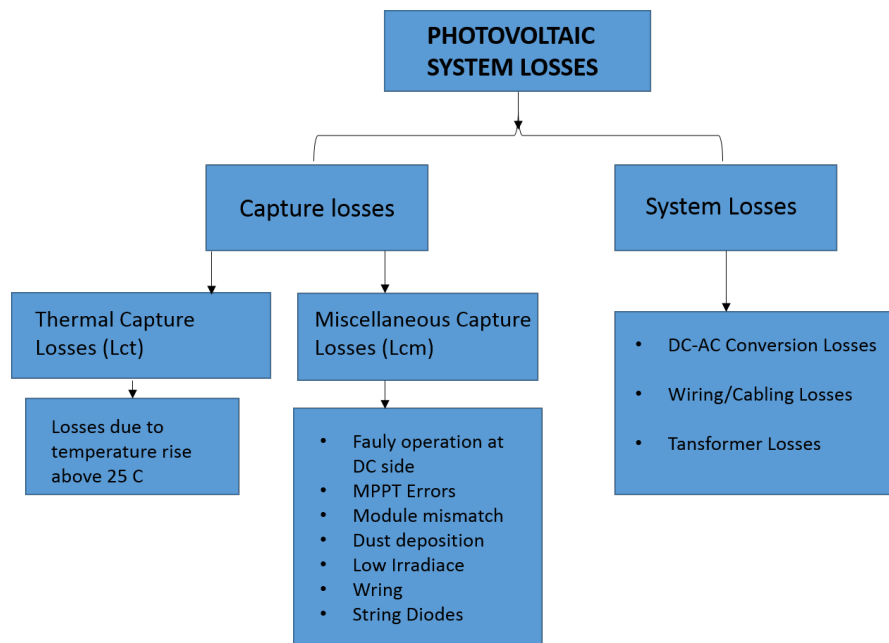 PHOTOVOLTAIC
SYSTEM LOSSES
Capture losses
System Losses
Thermal Capture
Losses (Lct)
Miscellaneous Capture
Losses (Lcm)
• DC-AC Conversion Losses
• Wiring/Cabling Losses
• Tansformer Losses
Losses due to
temperature rise
above 25 C
• Fauly operation at
DC side
• MPPT Errors
• Module mismatch
• Dust deposition
• Low Irradiace
• Wring
• String Diodes